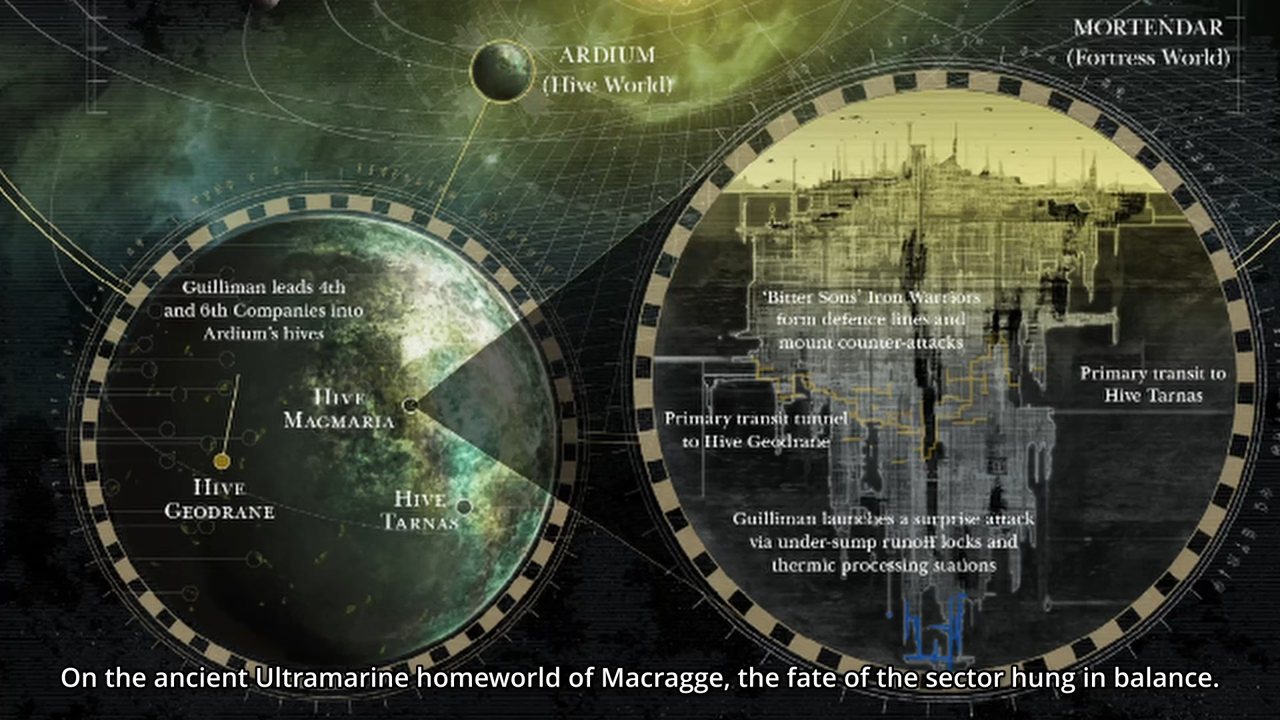 MORTENDAR
(Fortress World)
ARDIUM
(Hive World)
Guilliman leads 4th
and 6th Companies into
Ardium's hives
HIVE
MAGMARIA
HIVE
GEODRANE
HIVE
TARNAS
'Bitter Sons' Iron Warriors
form defence lines and
mount counter-attacks
Primary transit to
Hive Tarnas
Primary transit tunnel
to Hive Geodrane
Guilliman launches a surprise attack
via under-sump runoff locks and
thermic processing stations
On the ancient Ultramarine homeworld of Macragge, the fate of the sector hung in balance.